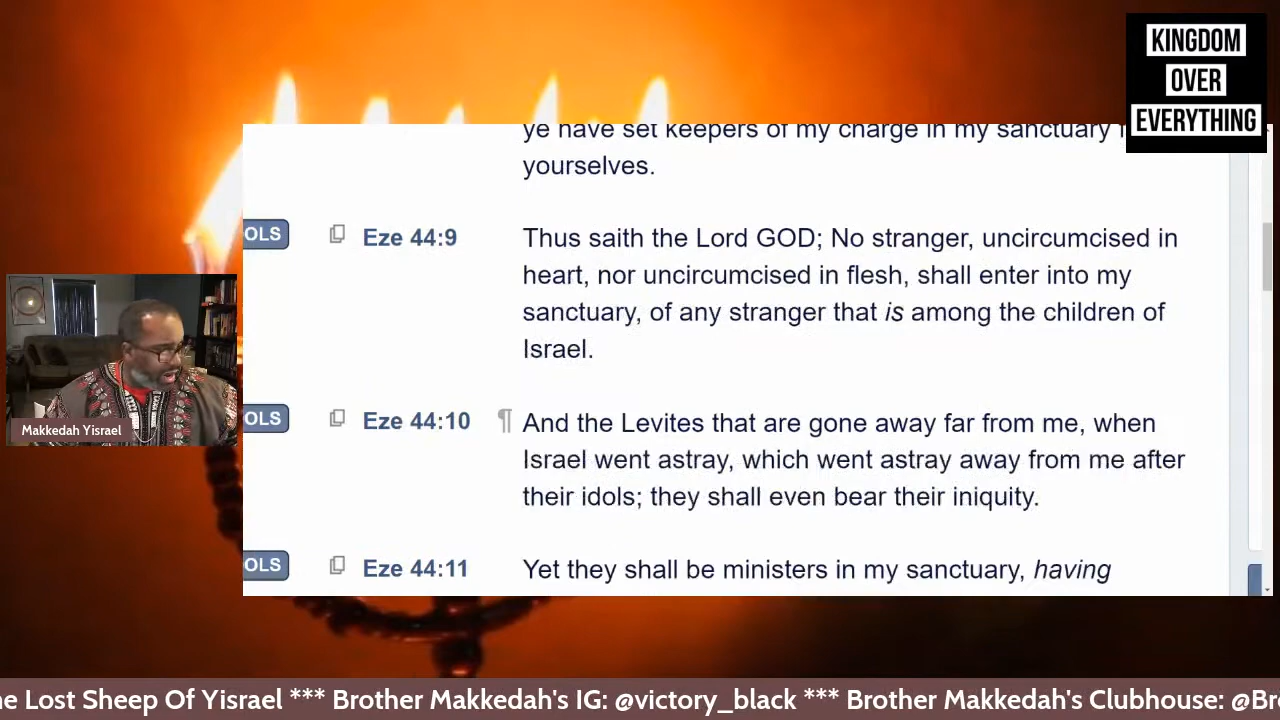 KINGDOM
OVER
EVERYTHING
ye have set keepers of my charge in my sanctuary
yourselves.
OLS
Eze 44:9
Thus saith the Lord GOD; No stranger, uncircumcised in
heart, nor uncircumcised in flesh, shall enter into my
sanctuary, of any stranger that is among the children of
Israel.
OLS
Eze 44:10
¶ And the Levites that are gone away far from me, when
Israel went astray, which went astray away from me after
their idols; they shall even bear their iniquity.
OLS
Eze 44:11
Yet they shall be ministers in my sanctuary, having
Makkedah Yisrael
e Lost Sheep Of Yisrael *** Brother Makkedah's IG: @victory_black *** Brother Makkedah's Clubhouse: @Br